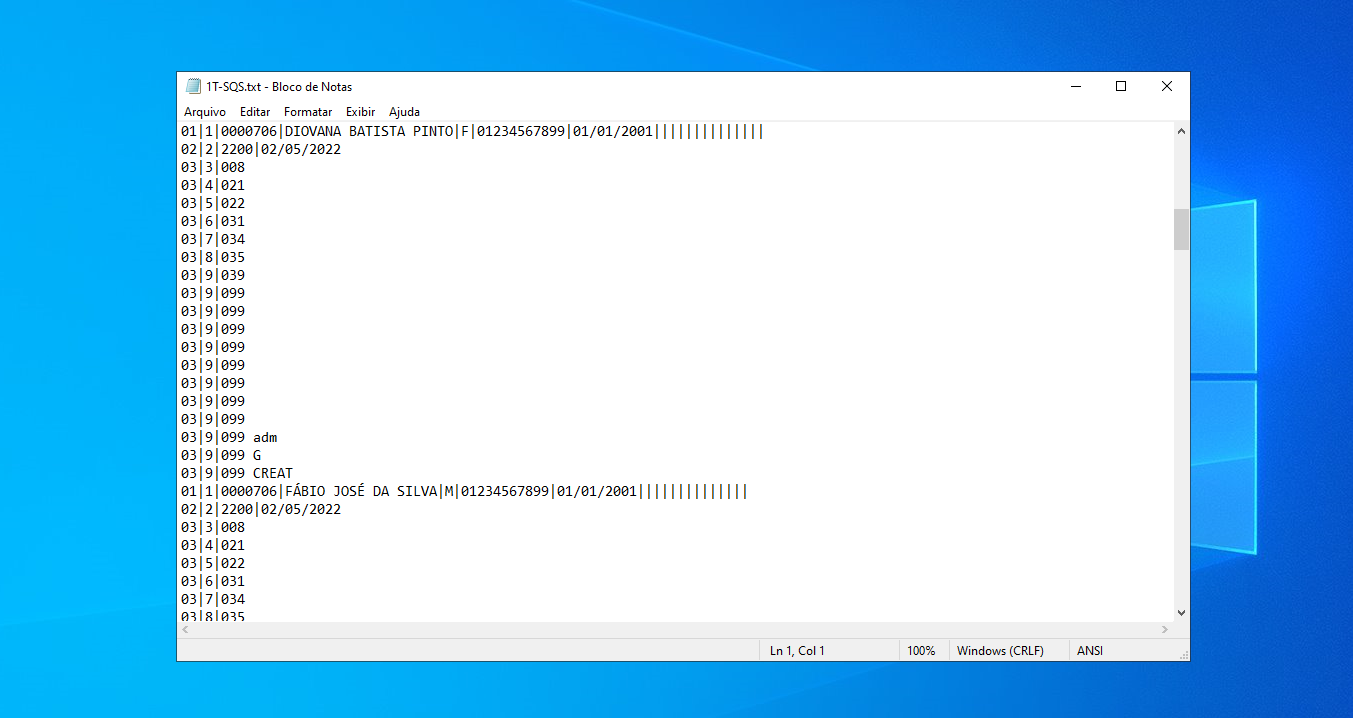 1T-SQS.txt - Bloco de Notas
Arquivo Editar Formatar Exibir Ajuda
01|1|0000706|DIOVANA BATISTA PINTO|F|01234567899|01/01/2001||||||||||||||
02|2|2200|02/05/2022
03|3|008
03|4|021
03|5|022
03|6|031
03|7|034
03|8|035
03|9|039
03|9|099
03|9|099
03|9|099
03|9|099
03|9|099
03|9|099
03|9|099
03|9|099
03|9|099 adm
03|9|099 G
03|9|099 CREAT
01|1|0000706|FÁBIO JOSÉ DA SILVA|M|01234567899|01/01/2001||||||||||||||
02|2|2200|02/05/2022
03|3|008
03|4|021
03|5|022
03|6|031
03|7|034
03|8|035
Ln 1, Col 1 100% Windows (CRLF) ANSI